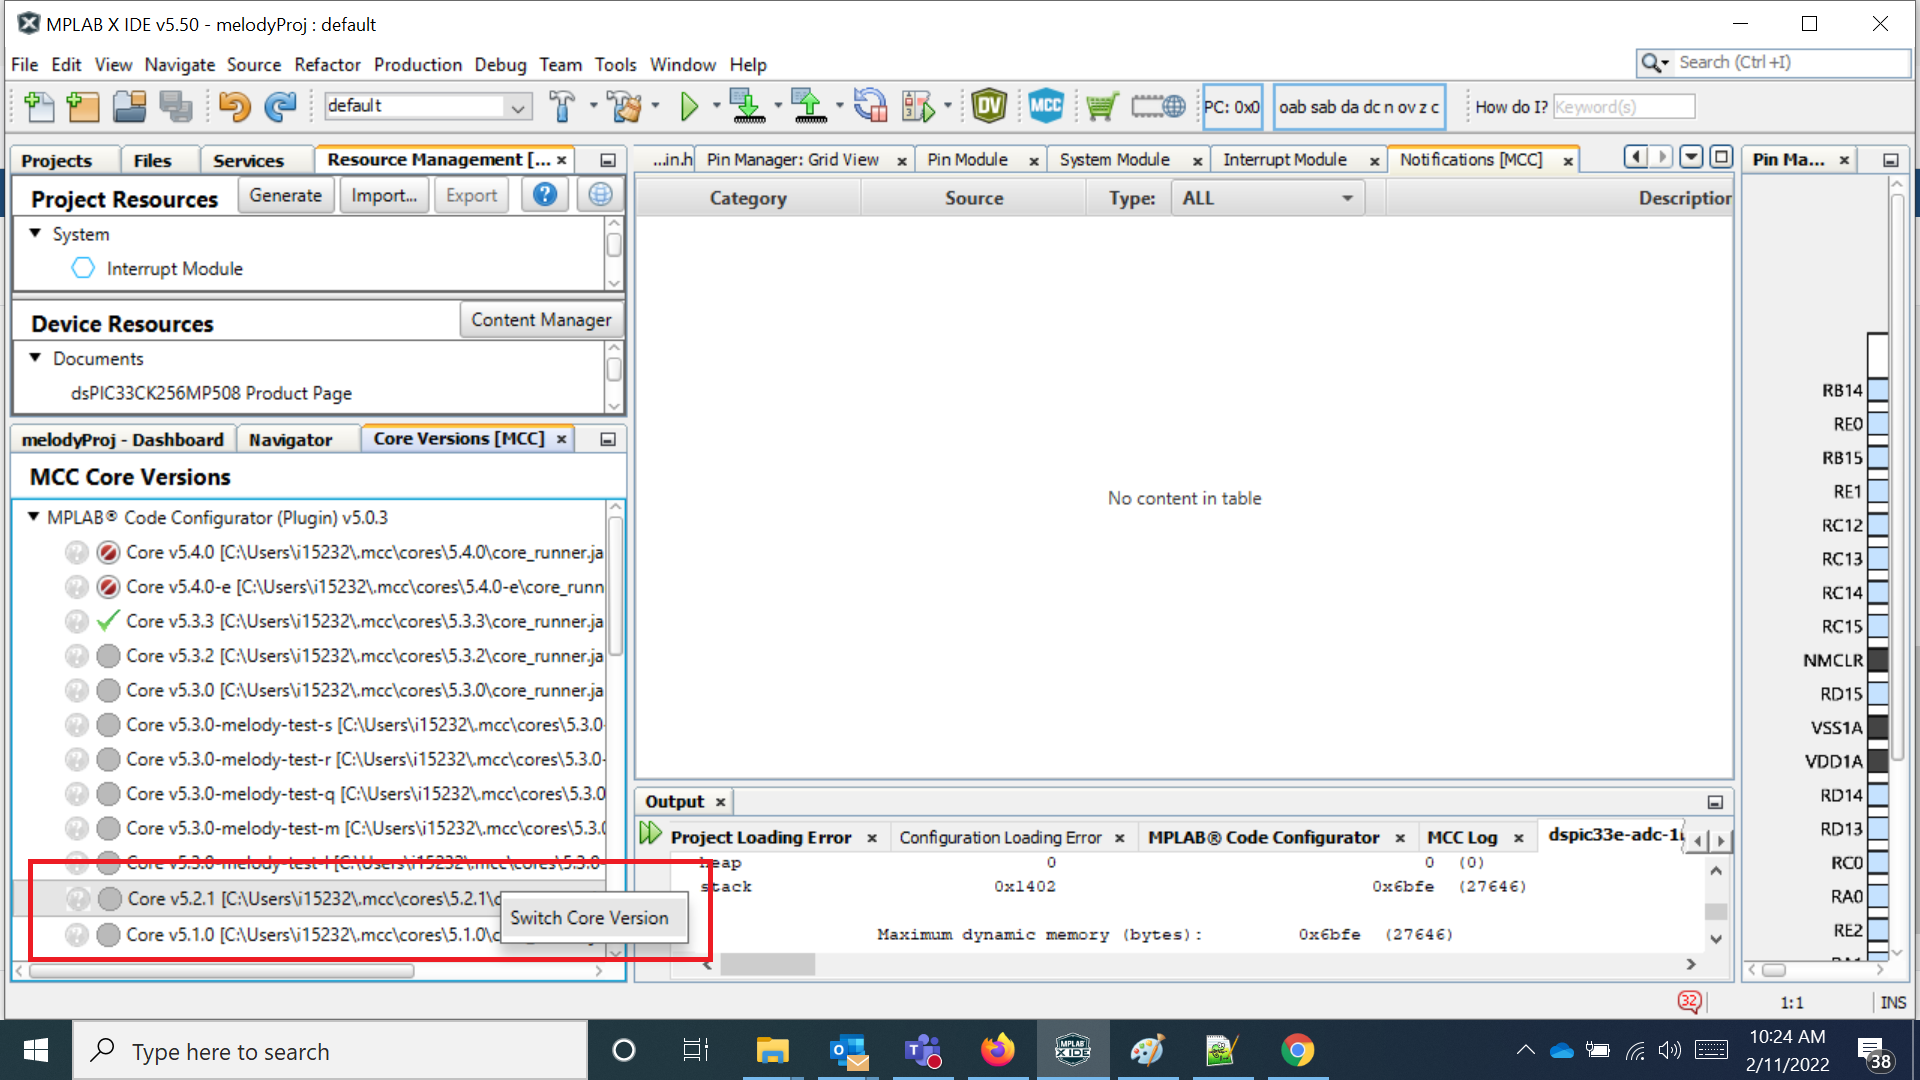 MPLAB X IDE v5.50 - melodyProj : default
File Edit View Navigate Source Refactor Production Debug Team Tools Window Help
Search (Ctrl+I)
default
DV
MCC
PC: 0x0
oab sab da dc n ov z c
How do I?
Keyword(s)
Projects Files Services Resource Management [...
Project Resources
Generate
Import...
Export
System
Interrupt Module
Device Resources
Content Manager
Documents
dsPIC33CK256MP508 Product Page
melodyProj - Dashboard Navigator Core Versions [MCC]
MCC Core Versions
MPLAB® Code Configurator (Plugin) v5.0.3
Core v5.4.0 [C:\Users\i15232\.mcc\cores\5.4.0\core_runner.ja
Core v5.4.0-e [C:\Users\i15232\.mcc\cores\5.4.0-e\core_runn
Core v5.3.3 [C:\Users\i15232\.mcc\cores\5.3.3\core_runner.ja
Core v5.3.2 [C:\Users\i15232\.mcc\cores\5.3.2\core_runner.ja
Core v5.3.0 [C:\Users\i15232\.mcc\cores\5.3.0\core_runner.ja
Core v5.3.0-melody-test-s [C:\Users\i15232\.mcc\cores\5.3.0-
Core v5.3.0-melody-test-r [C:\Users\i15232\.mcc\cores\5.3.0-
Core v5.3.0-melody-test-q [C:\Users\i15232\.mcc\cores\5.3.0
Core v5.3.0-melody-test-m [C:\Users\i15232\.mcc\cores\5.3.(
Core v5.3.0-melody-test-l [C:\Users\i15232\.mcc\cores\5.3.0-
Core v5.2.1 [C:\Users\i15232\.mcc\cores\5.2.1\c
Switch Core Version
Core v5.1.0 [C:\Users\i15232\.mcc\cores\5.1.0\c
...in.h Pin Manager: Grid View Pin Module System Module Interrupt Module Notifications [MCC]
Category Source Type: ALL Description
No content in table
Output
Project Loading Error Configuration Loading Error MPLAB® Code Configurator MCC Log dspic33e-adc-1
heap 0 0 (0)
stack 0x1402 0x6bfe (27646)
Maximum dynamic memory (bytes): 0x6bfe (27646)
Pin Ma...
RB14
RE0
RB15
RE1
RC12
RC13
RC14
RC15
NMCLR
RD15
VSS1A
VDD1A
RD14
RD13
RC0
RA0
RE2
RA1
32
1:1
INS
Type here to search
MPLAB X IDE
10:24 AM
2/11/2022
38